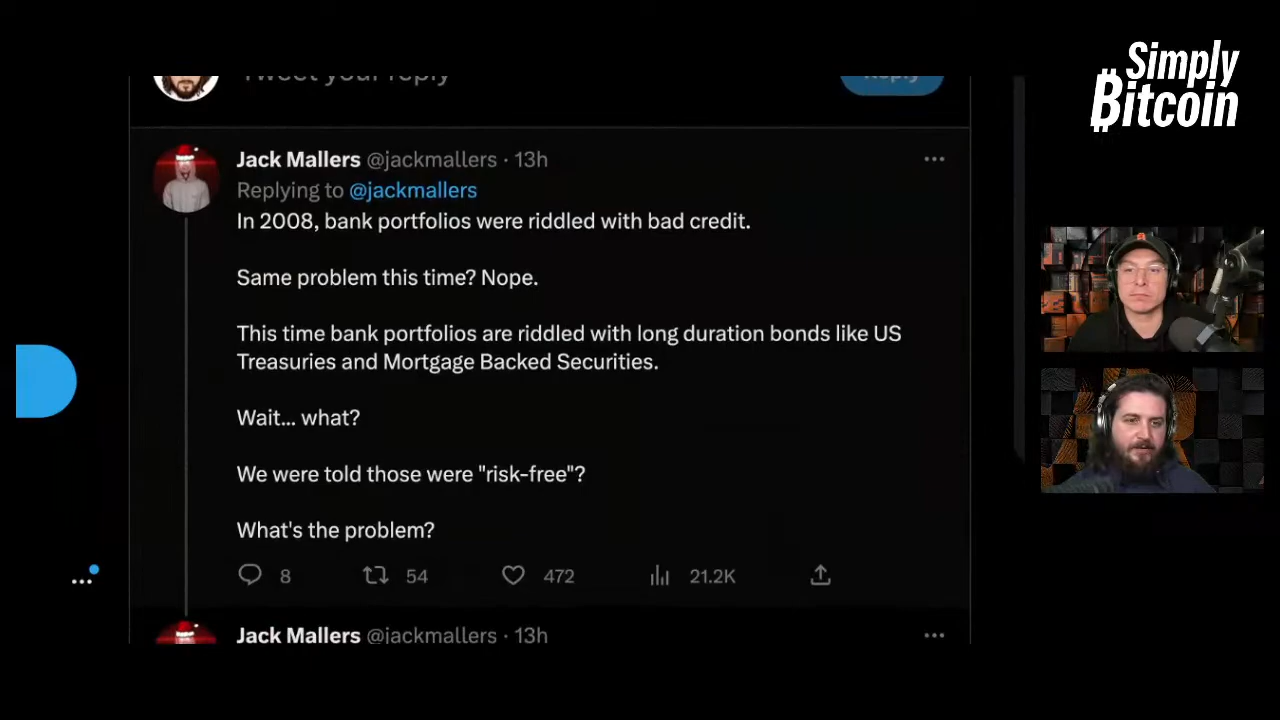 Simply
Bitcoin
Tweet your reply
Reply
Jack Mallers @jackmallers · 13h
Replying to @jackmallers
In 2008, bank portfolios were riddled with bad credit.
Same problem this time? Nope.
This time bank portfolios are riddled with long duration bonds like US
Treasuries and Mortgage Backed Securities.
Wait... what?
We were told those were "risk-free"?
What's the problem?
8 54 472 21.2K
Jack Mallers @jackmallers · 13h